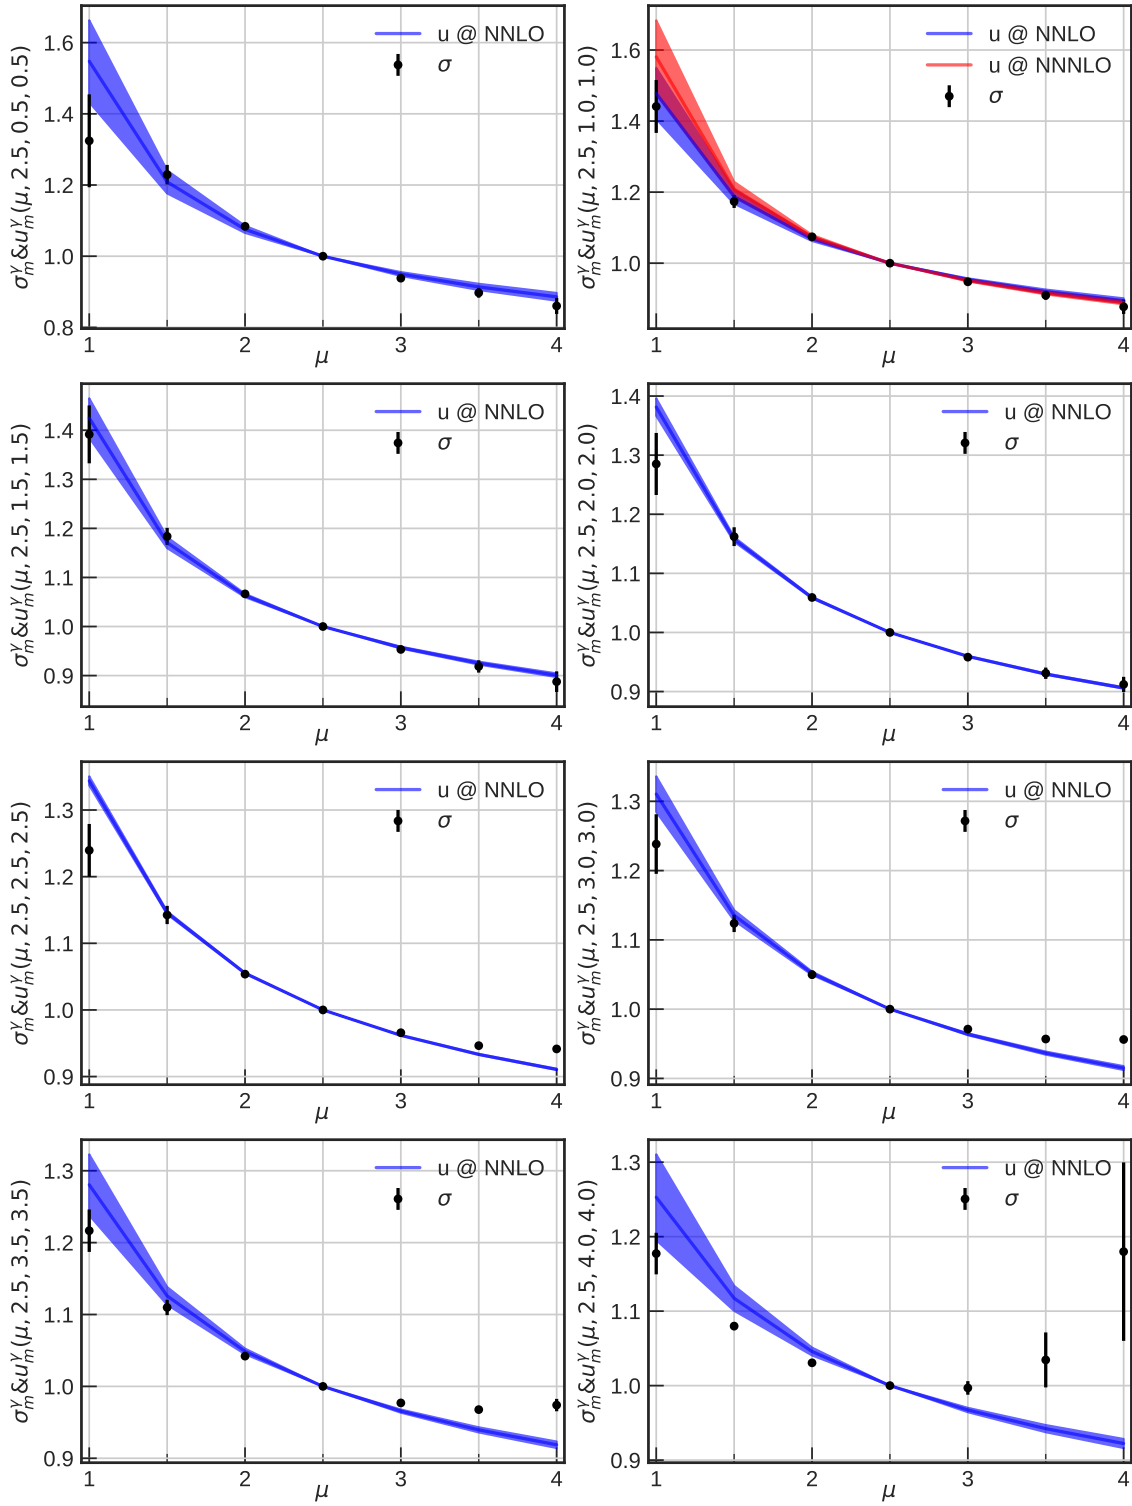 σ_m^γ&u_m^γ(μ, 2.5, 0.5, 0.5)
1.6
1.4
1.2
1.0
0.8
u @ NNLO
σ
1 2 3 4
μ
σ_m^γ&u_m^γ(μ, 2.5, 1.0, 1.0)
1.6
1.4
1.2
1.0
u @ NNLO
u @ NNNLO
σ
1 2 3 4
μ
σ_m^γ&u_m^γ(μ, 2.5, 1.5, 1.5)
1.4
1.3
1.2
1.1
1.0
0.9
u @ NNLO
σ
1 2 3 4
μ
σ_m^γ&u_m^γ(μ, 2.5, 2.0, 2.0)
1.4
1.3
1.2
1.1
1.0
0.9
u @ NNLO
σ
1 2 3 4
μ
σ_m^γ&u_m^γ(μ, 2.5, 2.5, 2.5)
1.3
1.2
1.1
1.0
0.9
u @ NNLO
σ
1 2 3 4
μ
σ_m^γ&u_m^γ(μ, 2.5, 3.0, 3.0)
1.3
1.2
1.1
1.0
0.9
u @ NNLO
σ
1 2 3 4
μ
σ_m^γ&u_m^γ(μ, 2.5, 3.5, 3.5)
1.3
1.2
1.1
1.0
0.9
u @ NNLO
σ
1 2 3 4
μ
σ_m^γ&u_m^γ(μ, 2.5, 4.0, 4.0)
1.3
1.2
1.1
1.0
0.9
u @ NNLO
σ
1 2 3 4
μ